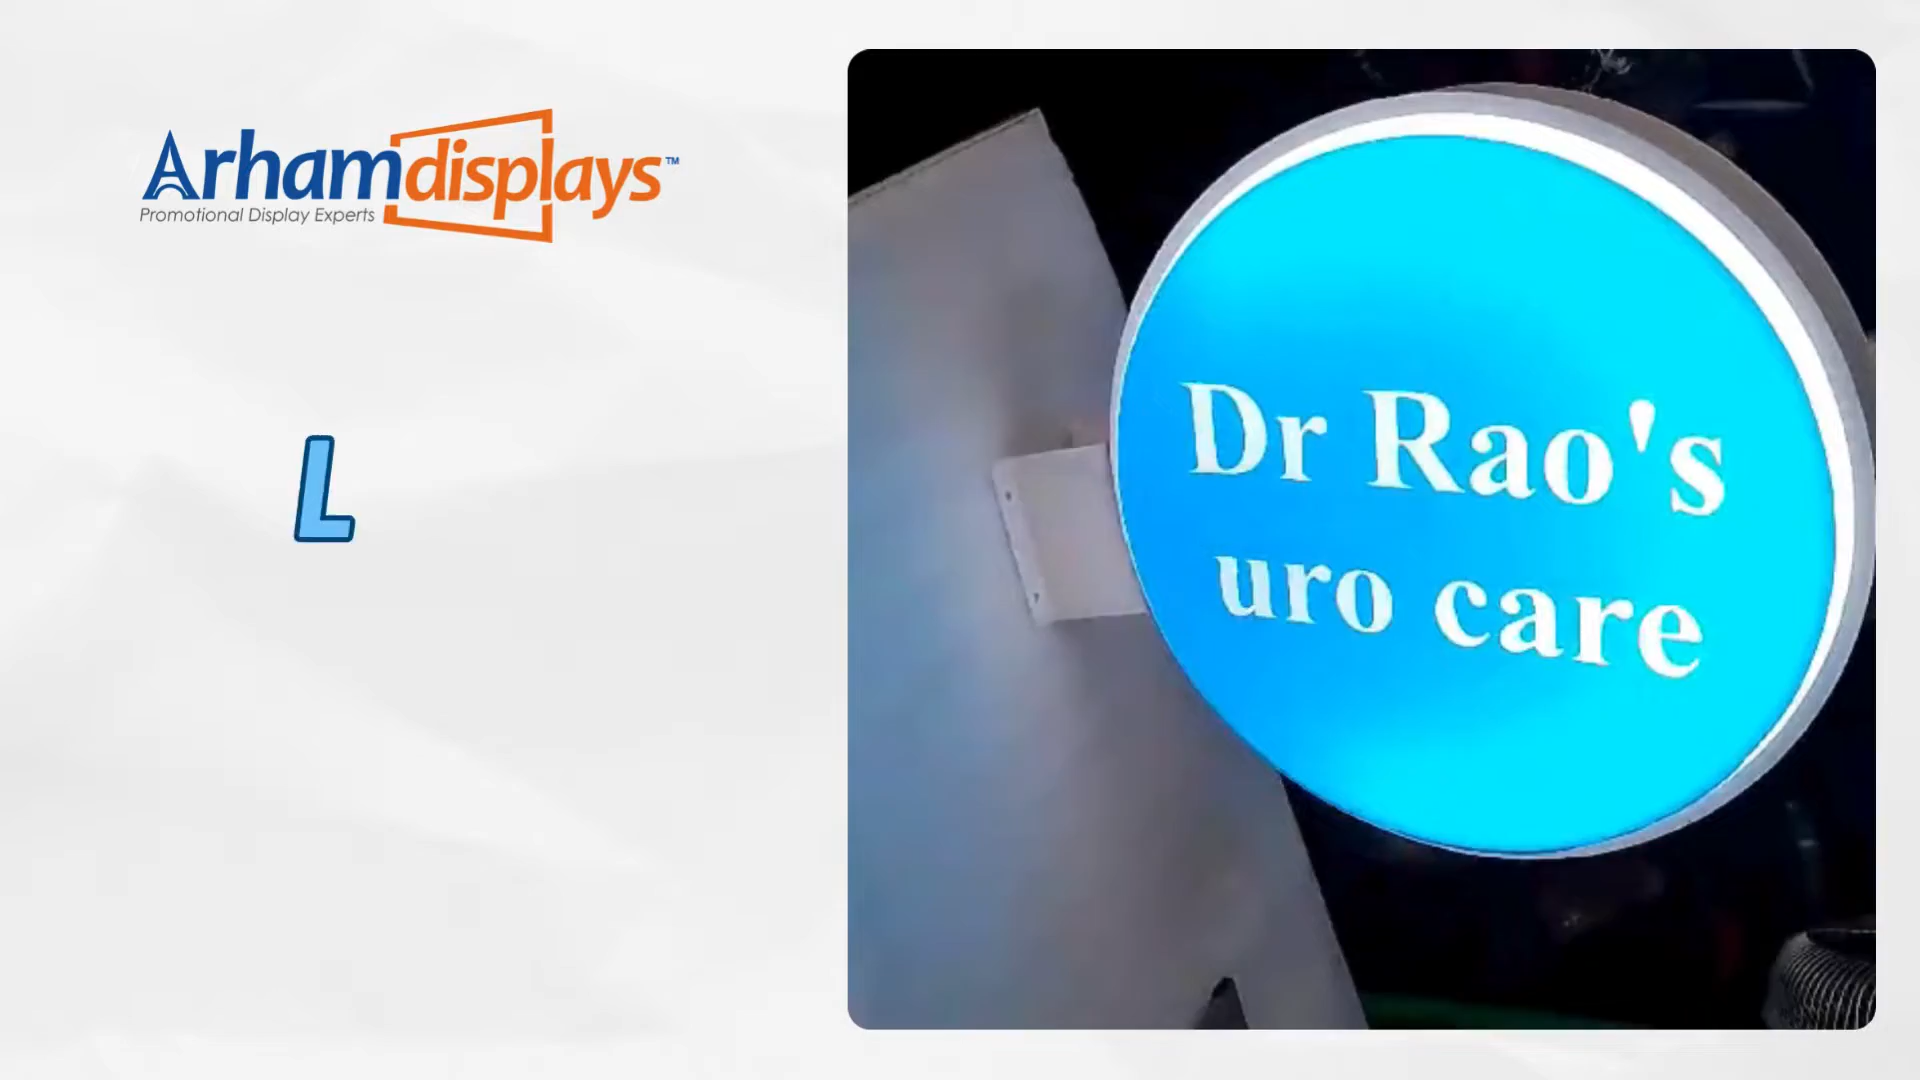 Arhamdisplays™
Promotional Display Experts
L
Dr Rao's
uro care